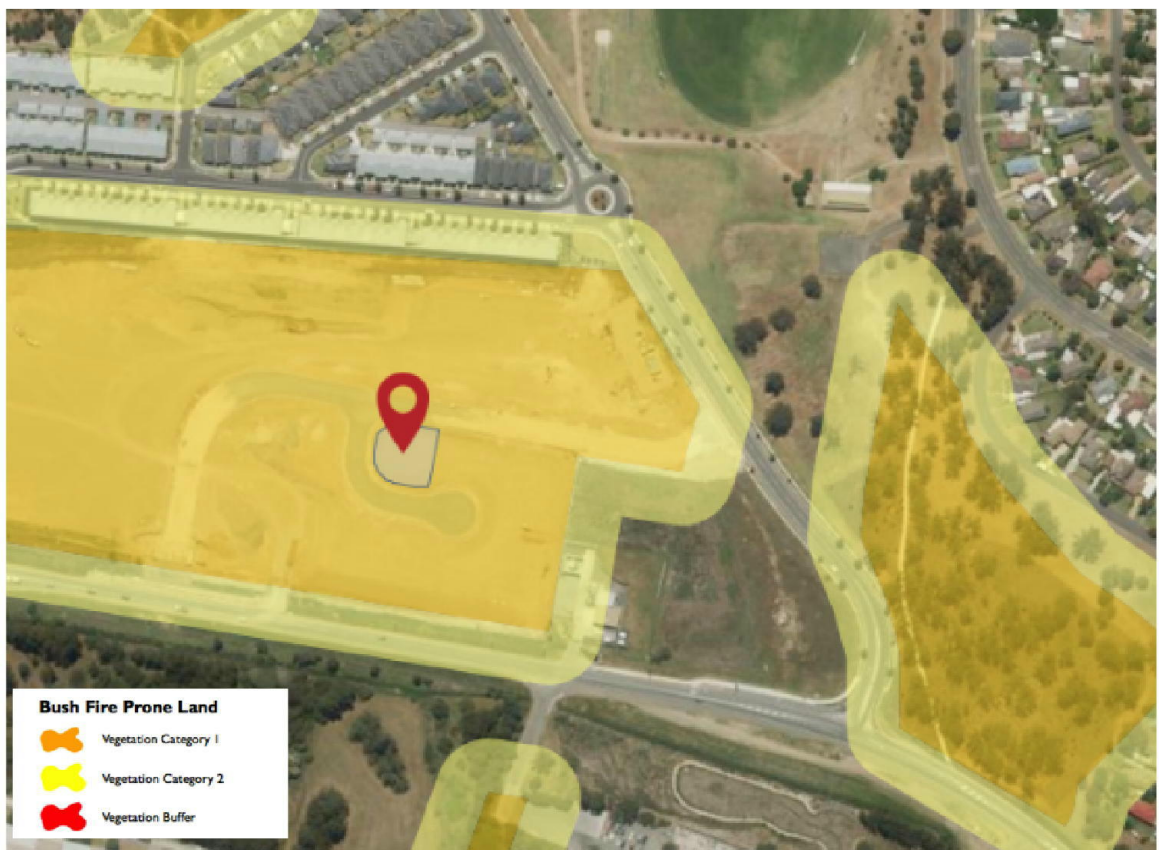 Bush Fire Prone Land
Vegetation Category 1
Vegetation Category 2
Vegetation Buffer